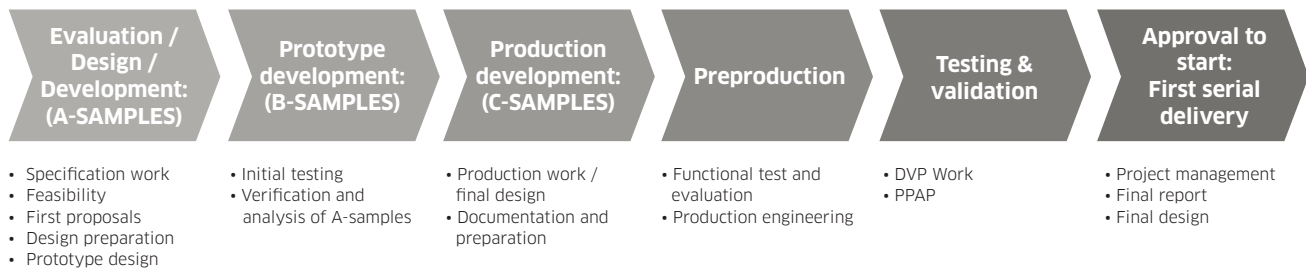 Evaluation /
Design /
Development:
(A-SAMPLES)
• Specification work
• Feasibility
• First proposals
• Design preparation
• Prototype design
Prototype
development:
(B-SAMPLES)
• Initial testing
• Verification and
analysis of A-samples
Production
development:
(C-SAMPLES)
• Production work /
final design
• Documentation and
preparation
Preproduction
• Functional test and
evaluation
• Production engineering
Testing &
validation
• DVP Work
• PPAP
Approval to
start:
First serial
delivery
• Project management
• Final report
• Final design